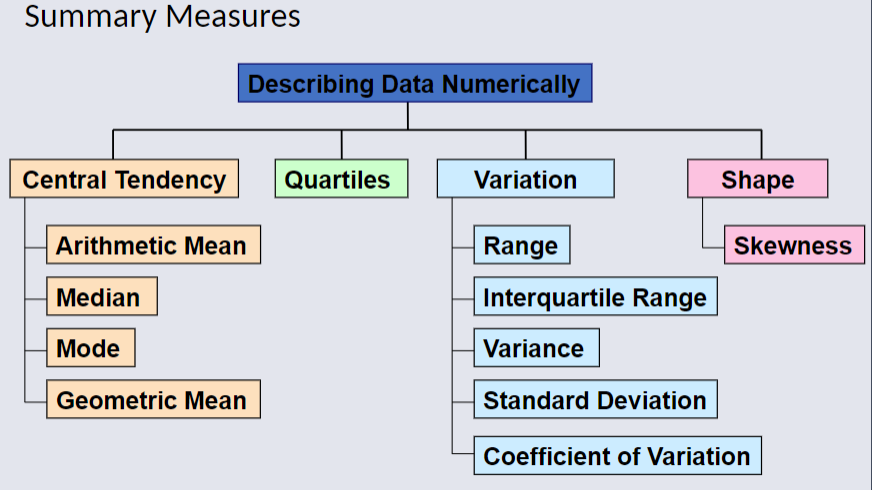 Summary Measures
Describing Data Numerically
Central Tendency
Arithmetic Mean
Median
Mode
Geometric Mean
Quartiles
Variation
Range
Interquartile Range
Variance
Standard Deviation
Coefficient of Variation
Shape
Skewness